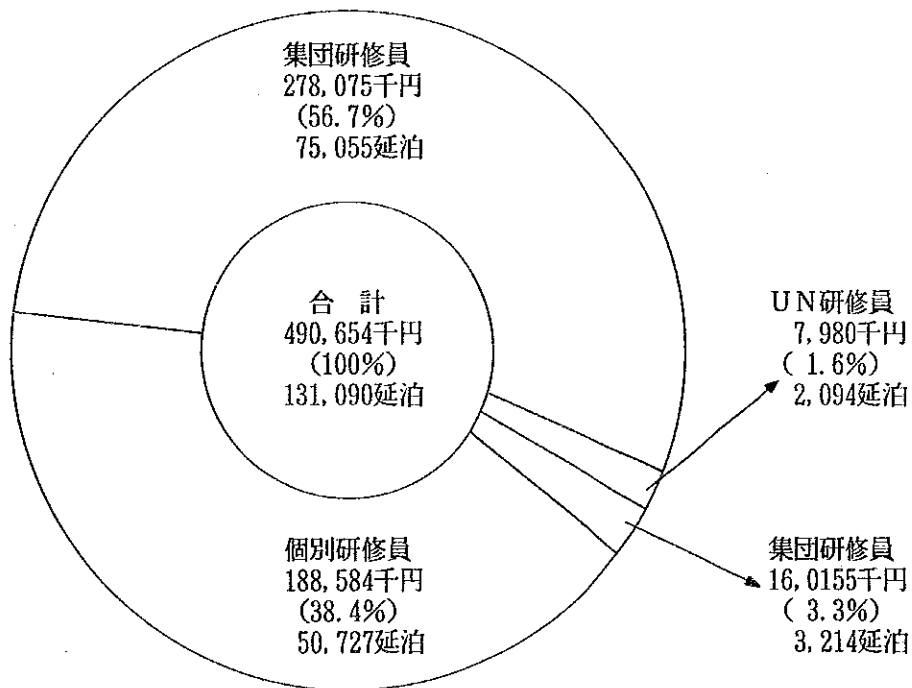 集団研修員
278,075千円
(56.7%)
75,055延泊
合 計
490,654千円
(100%)
131,090延泊
UN研修員
7,980千円
( 1.6%)
2,094延泊
個別研修員
188,584千円
(38.4%)
50,727延泊
集団研修員
16,0155千円
( 3.3%)
3,214延泊